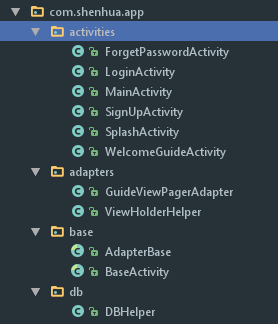 com.shenhua.app
activities
ForgetPasswordActivity
LoginActivity
MainActivity
SignUpActivity
SplashActivity
WelcomeGuideActivity
adapters
GuideViewPagerAdapter
ViewHolderHelper
base
AdapterBase
BaseActivity
db
DBHelper